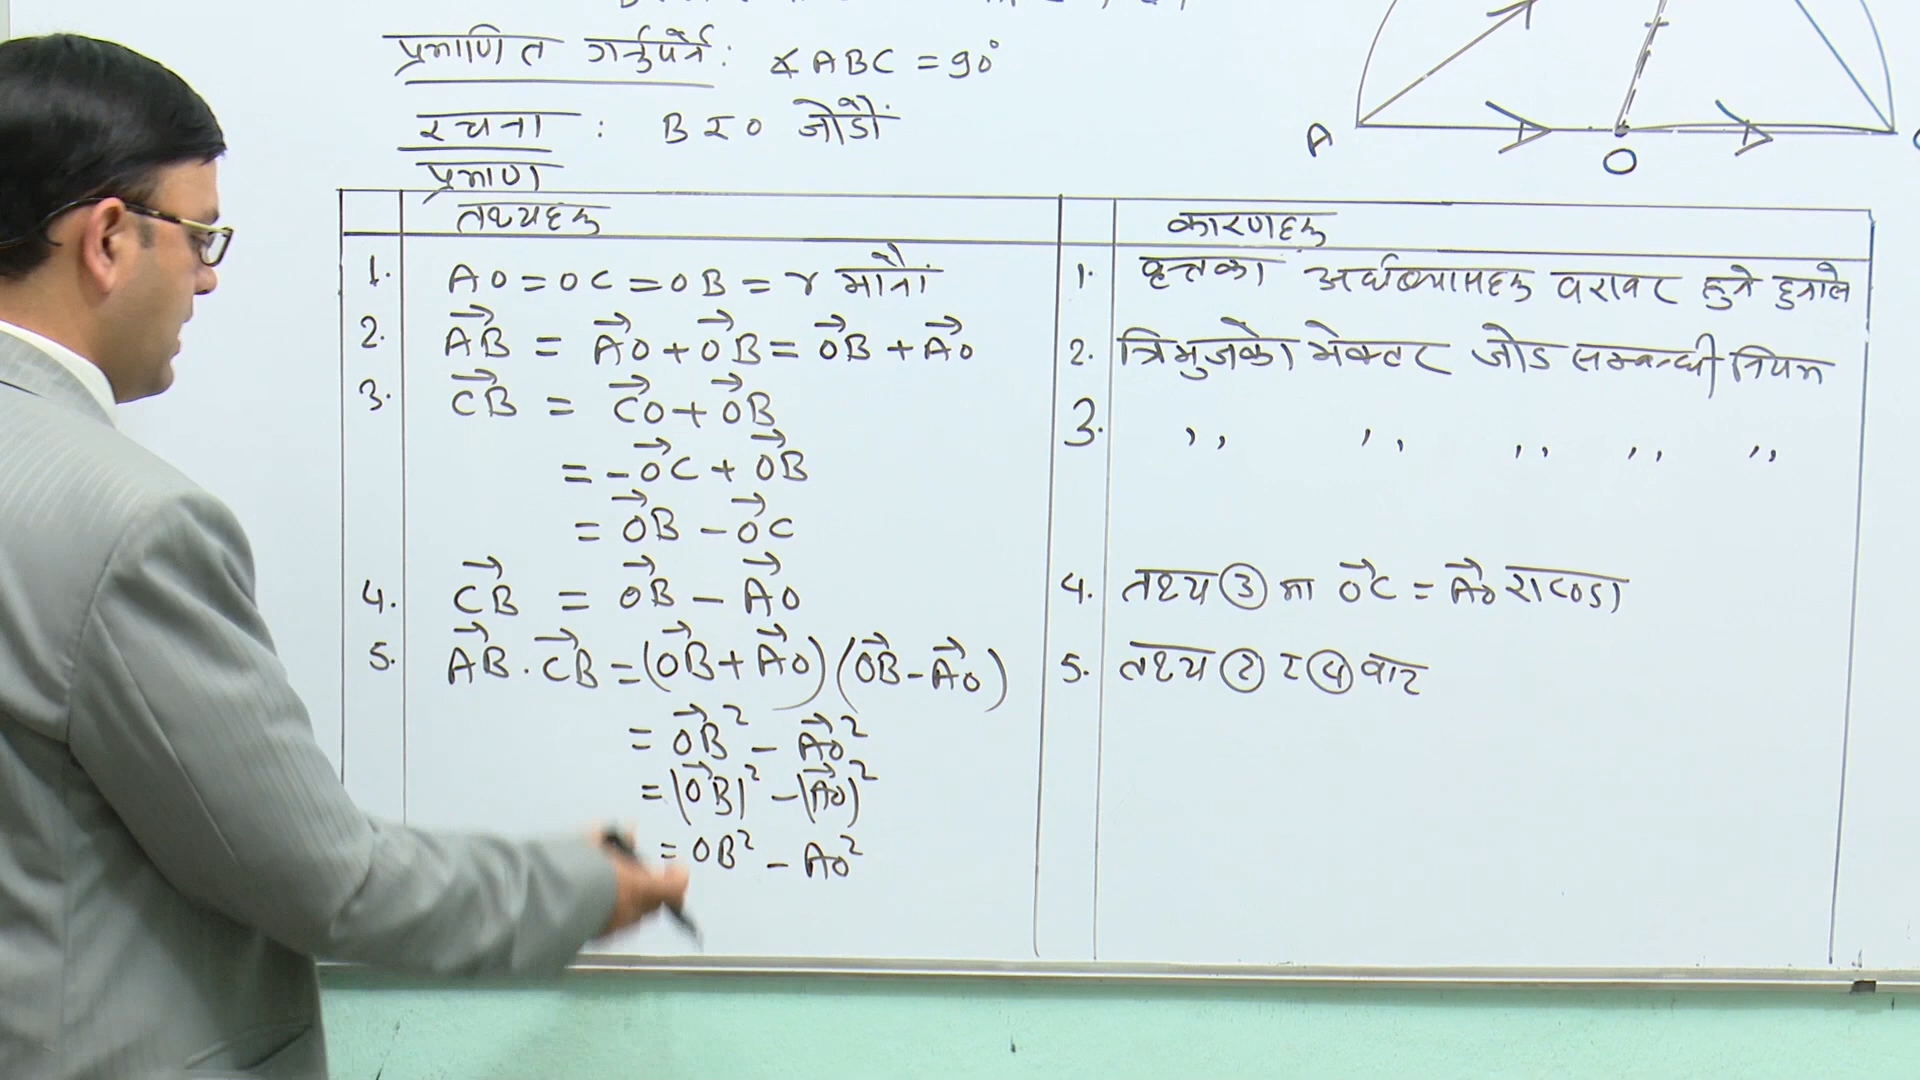 प्रमाणित गर्नुपर्ने : ∡ABC = 90°
रचना : B र O जोडौं
प्रमाण
तथ्यहरू
कारणहरू
1. AO = OC = OB = r मानौं
1. वृत्तका अर्धव्यासहरू बराबर हुने हुनाले
2. →AB = →AO + →OB = →OB + →AO
2. त्रिभुजको भेक्टर जोड सम्बन्धी नियम
3. →CB = →CO + →OB
3. ,, ,, ,, ,, ,,
= -→OC + →OB
= →OB - →OC
4. →CB = →OB - →AO
4. तथ्य ③ मा →OC = →AO राख्दा
5. →AB . →CB = (→OB + →AO) (→OB - →AO)
5. तथ्य ② र ④ बाट
= →OB² - →AO²
= |→OB|² - |→AO|²
= OB² - AO²
A
O